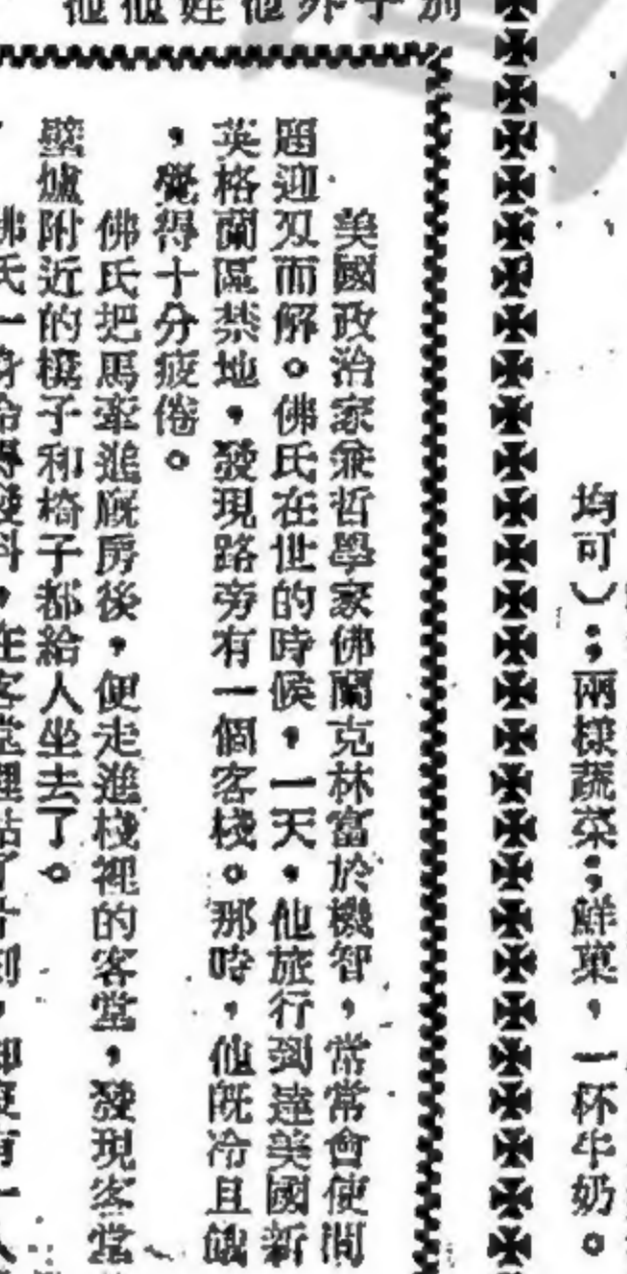 均可）；兩樣蔬菜；鮮菓，一杯牛奶。
美國政治家兼哲學家佛蘭克林富於機智，常常會使問
題迎刃而解。佛氏在世的時候，一天，他旅行到達美國新
英格蘭區禁地，發現路旁有一個客棧。那時，他既冷且餓
，覺得十分疲倦。
佛氏把馬牽進廐房後，便走進棧裡的客堂，發現客堂
壁爐附近的櫈子和椅子都給人坐去了。